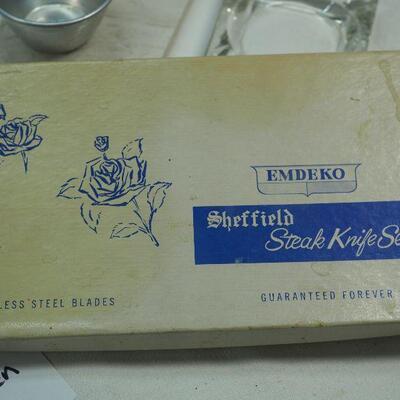 EMDEKO
Sheffield
Steak Knife Se
LESS STEEL BLADES
GUARANTEED FOREVER